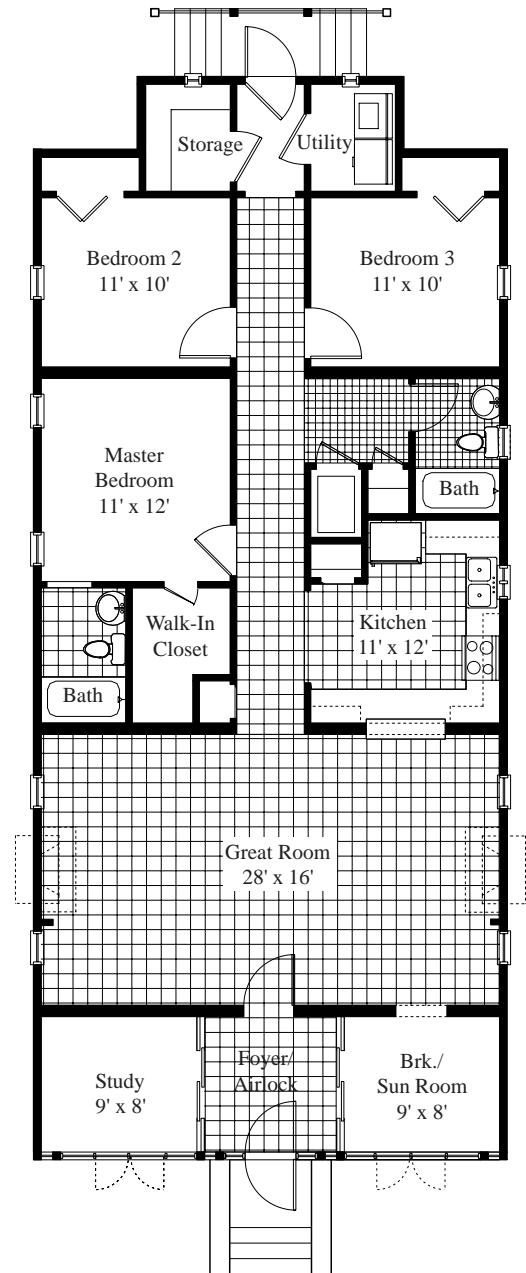 Storage
Utility
Bedroom 2
11' x 10'
Bedroom 3
11' x 10'
Master
Bedroom
11' x 12'
Bath
Walk-In
Closet
Kitchen
11' x 12'
Bath
Great Room
28' x 16'
Study
9' x 8'
Foyer/
Airlock
Brk./
Sun Room
9' x 8'